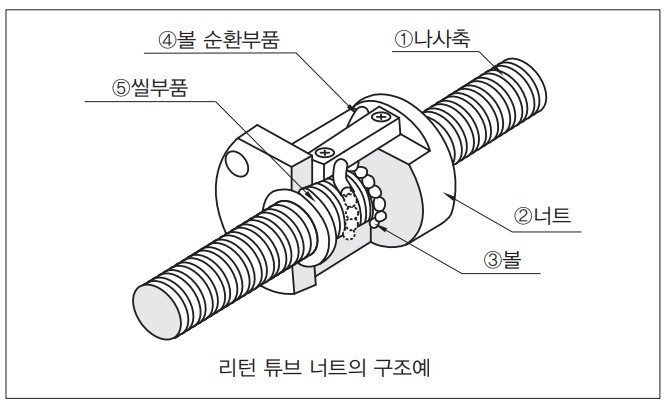 ④볼 순환부품
①나사축
⑤씰부품
②너트
③볼
리턴 튜브 너트의 구조예